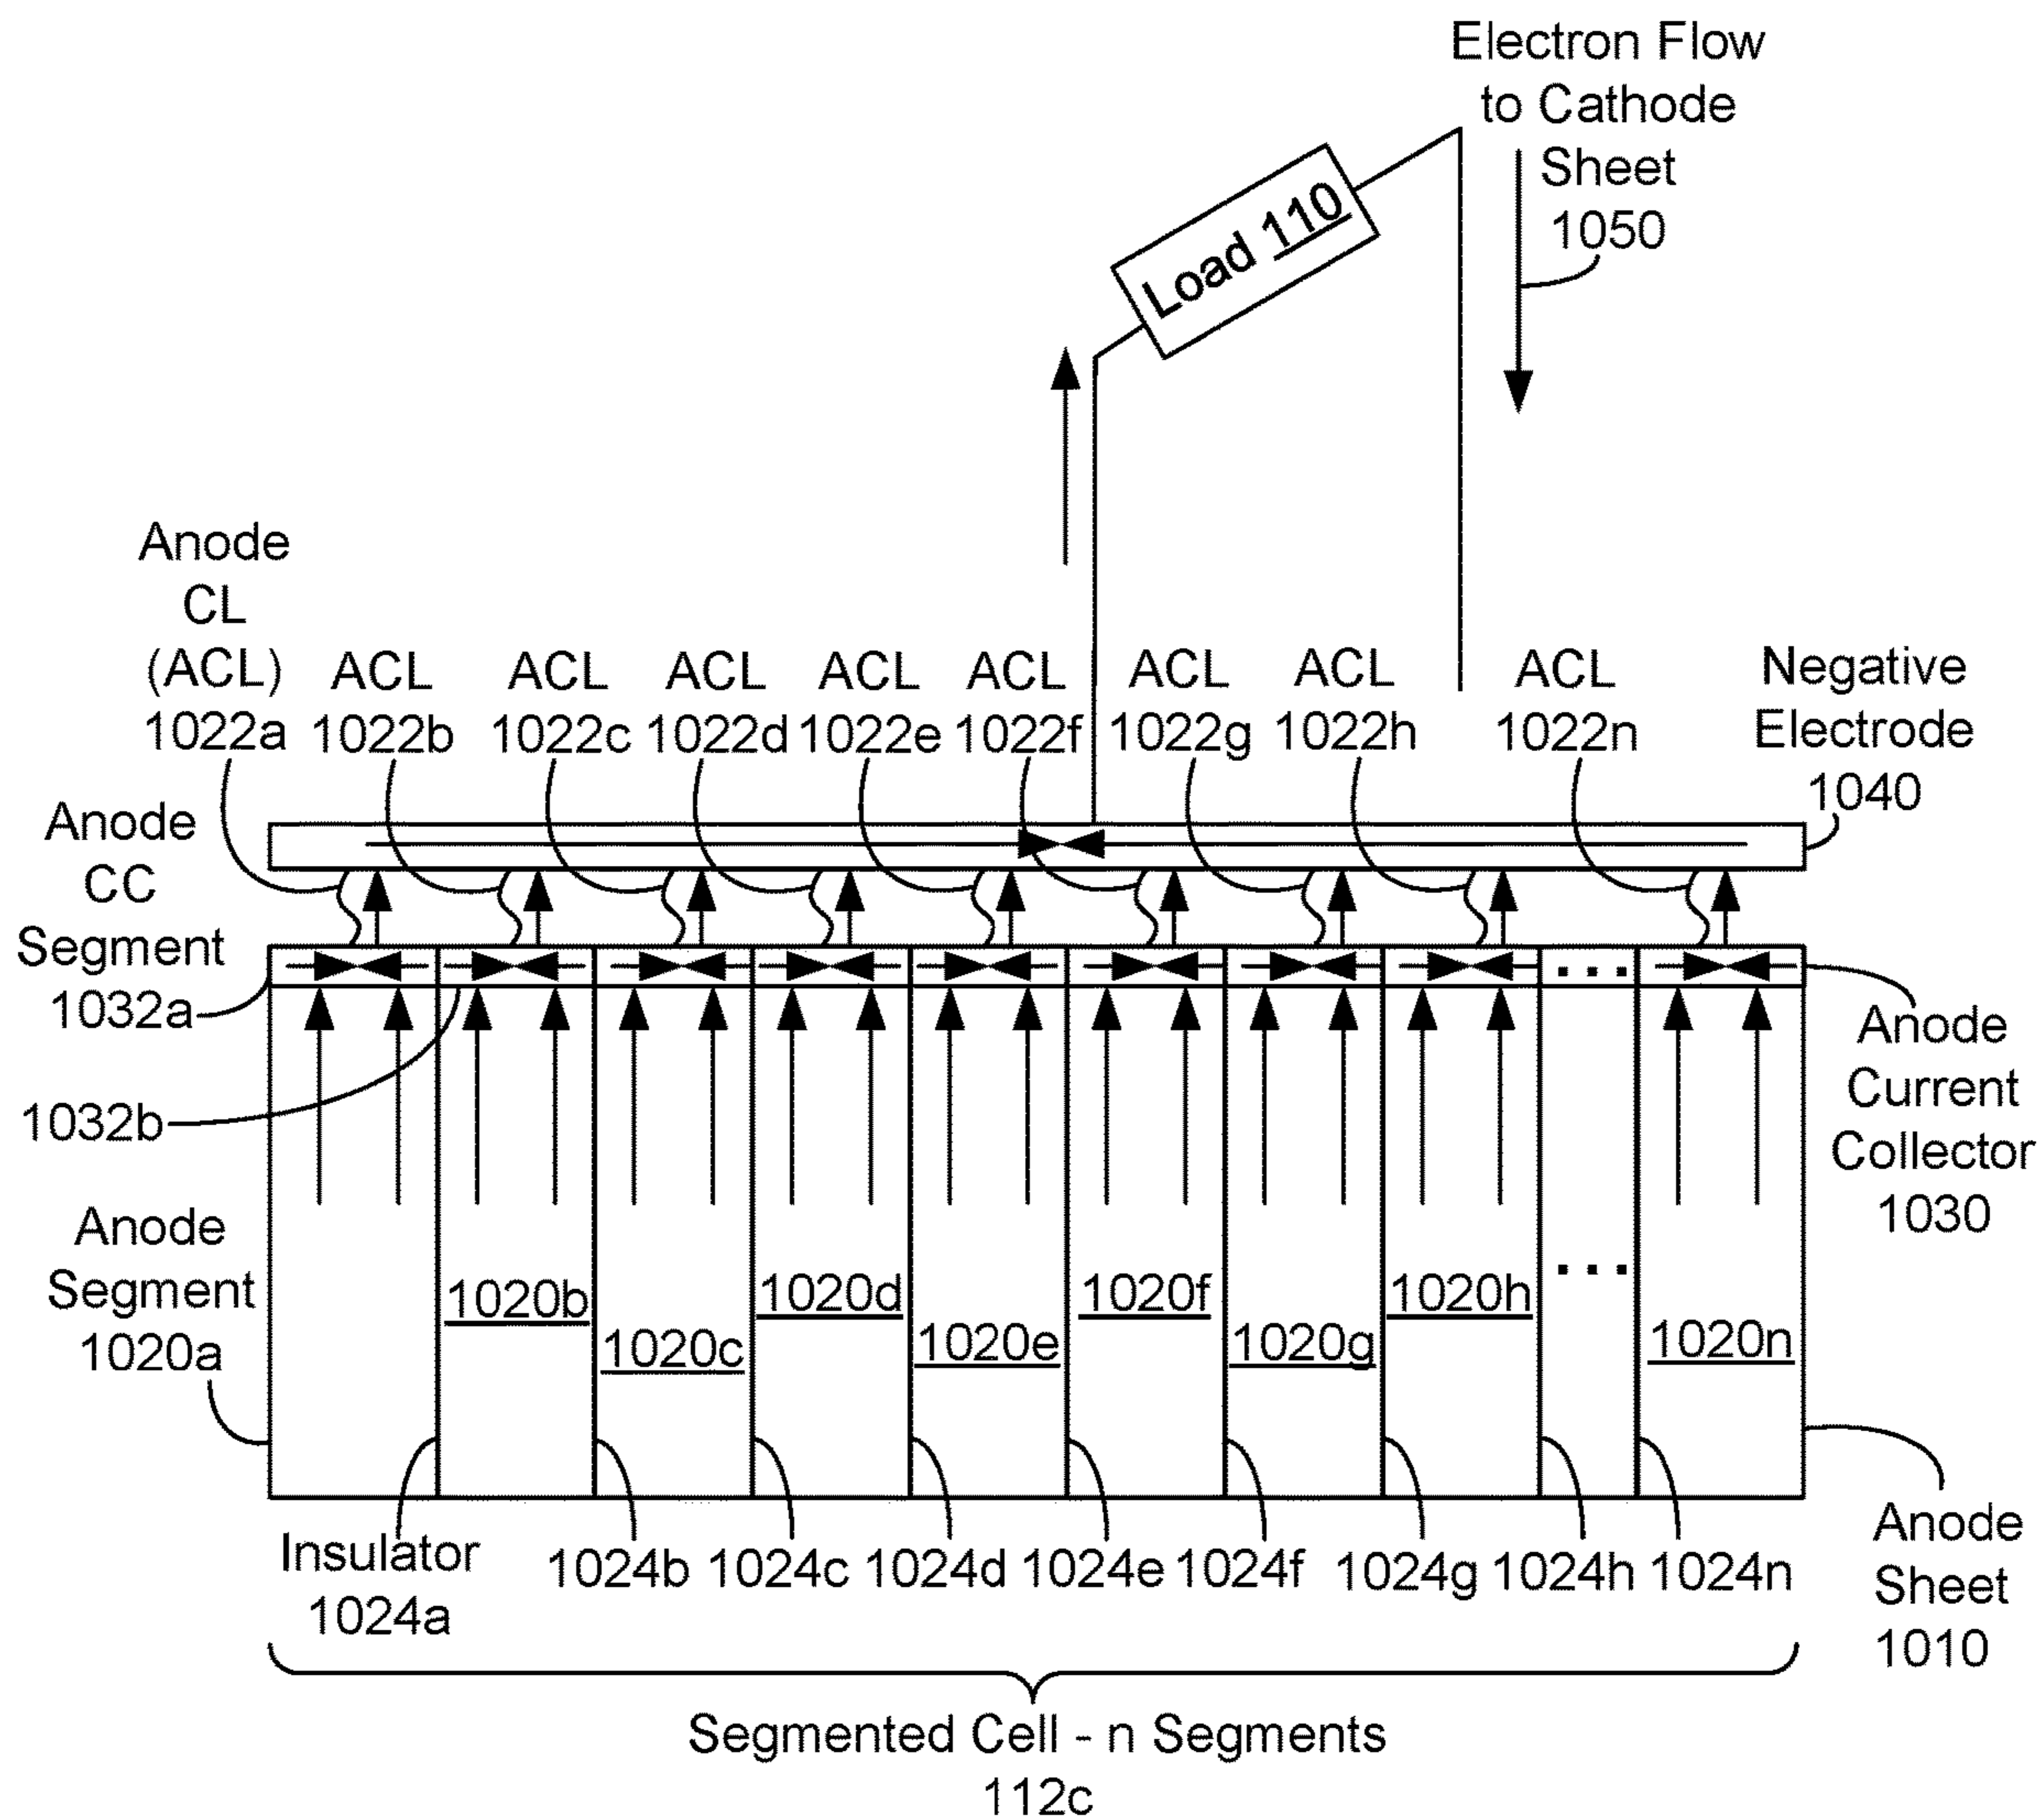 Electron Flow
to Cathode
Sheet
1050
Load 110
Anode
CL
(ACL)
1022a
ACL
1022b
ACL
1022c
ACL
1022d
ACL
1022e
ACL
1022f
ACL
1022g
ACL
1022h
ACL
1022n
Negative
Electrode
1040
Anode
CC
Segment
1032a
1032b
...
Anode
Current
Collector
1030
Anode
Segment
1020a
1020b
1020c
1020d
1020e
1020f
1020g
1020h
...
1020n
Insulator
1024a
1024b
1024c
1024d
1024e
1024f
1024g
1024h
1024n
Anode
Sheet
1010
Segmented Cell - n Segments
112c